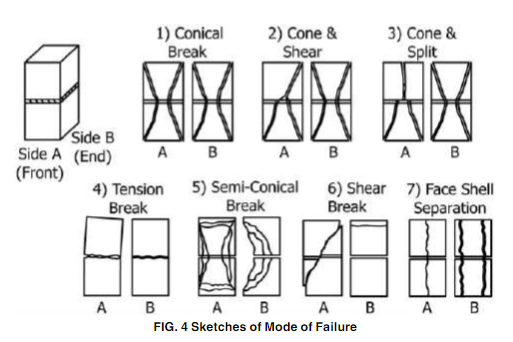 1) Conical
Break
2) Cone &
Shear
3) Cone &
Split
Side A
(Front)
Side B
(End)
A B
A B
A B
4) Tension
Break
5) Semi-Conical
Break
6) Shear
Break
7) Face Shell
Separation
A B
A B
A B
A B
FIG. 4 Sketches of Mode of Failure